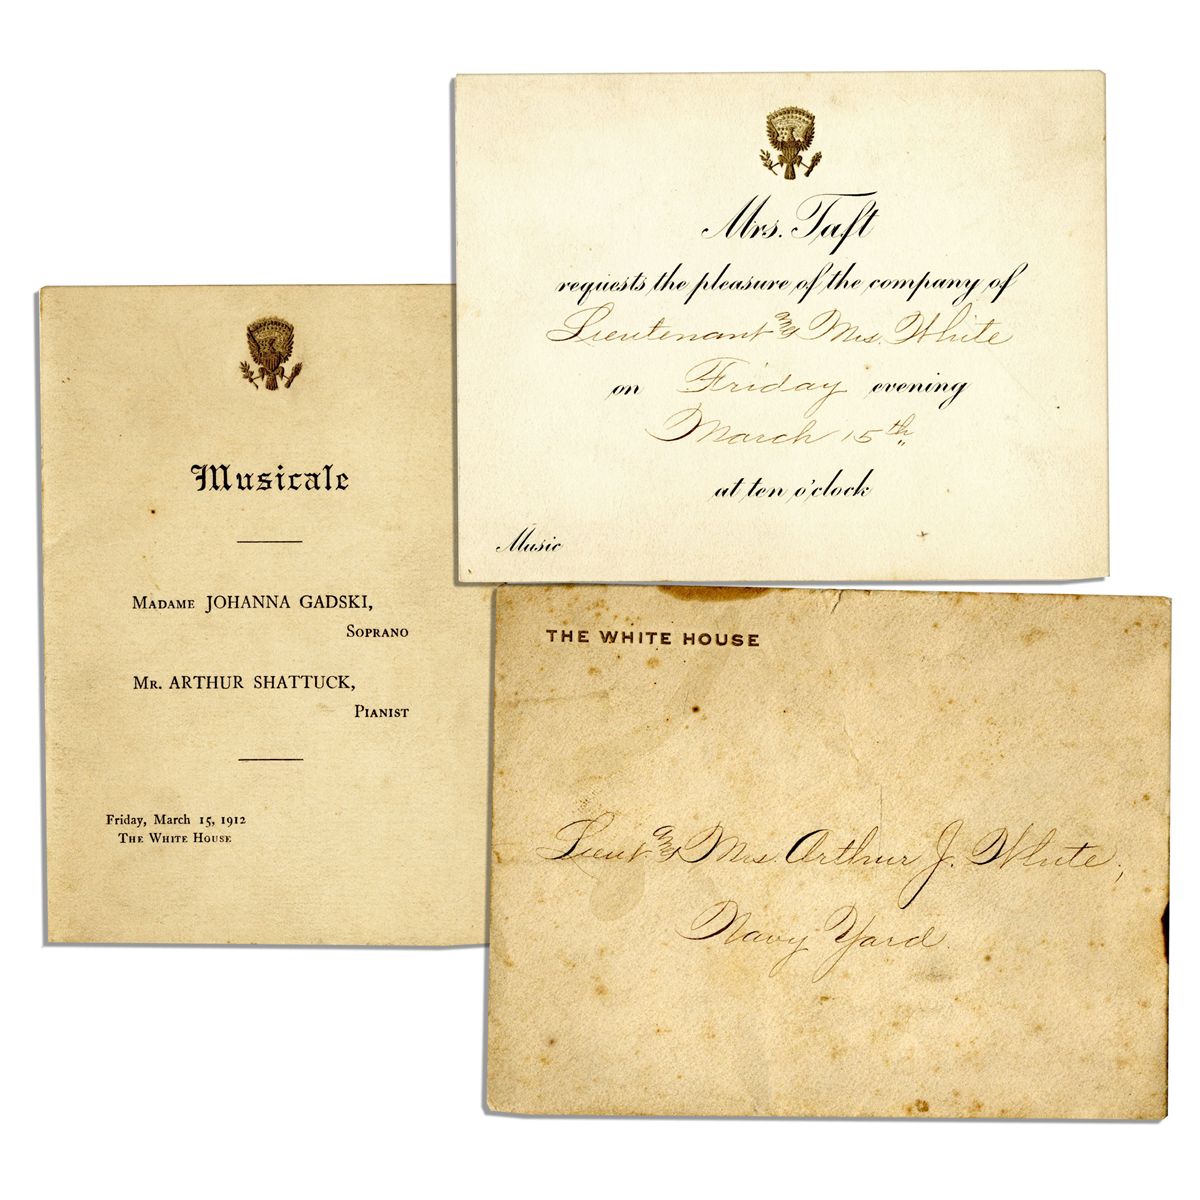 Musicale
Madame JOHANNA GADSKI,
Soprano
Mr. ARTHUR SHATTUCK,
Pianist
Friday, March 15, 1912
The White House
Mrs. Taft
requests the pleasure of the company of
Lieutenant and Mrs. White
on Friday evening
March 15th
at ten o'clock
Music
THE WHITE HOUSE
Lieut. and Mrs. Arthur J. White,
Navy Yard.